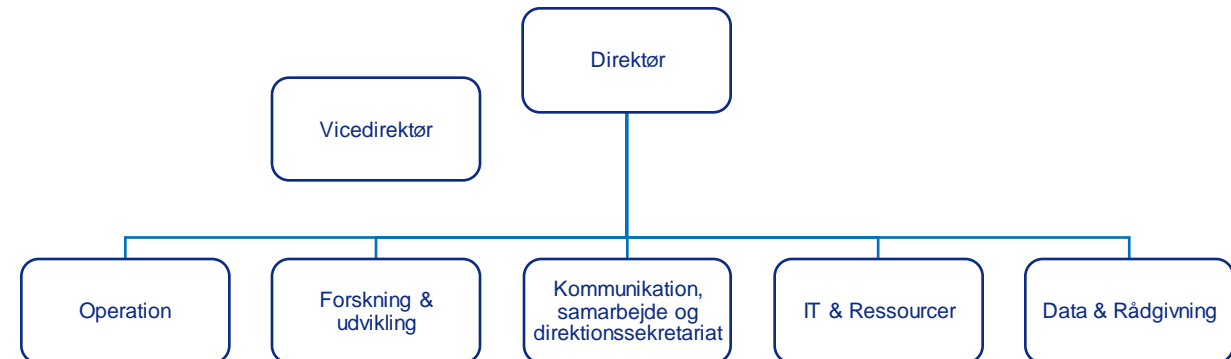 Direktør
Vicedirektør
Operation
Forskning &
udvikling
Kommunikation,
samarbejde og
direktionssekretariat
IT & Ressourcer
Data & Rådgivning